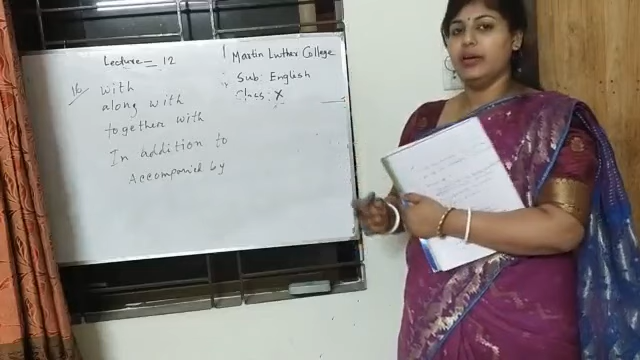 Lecture - 12
Martin Luther College
Sub: English
Class: X
16
with
along with
together with
In addition to
Accompanied by